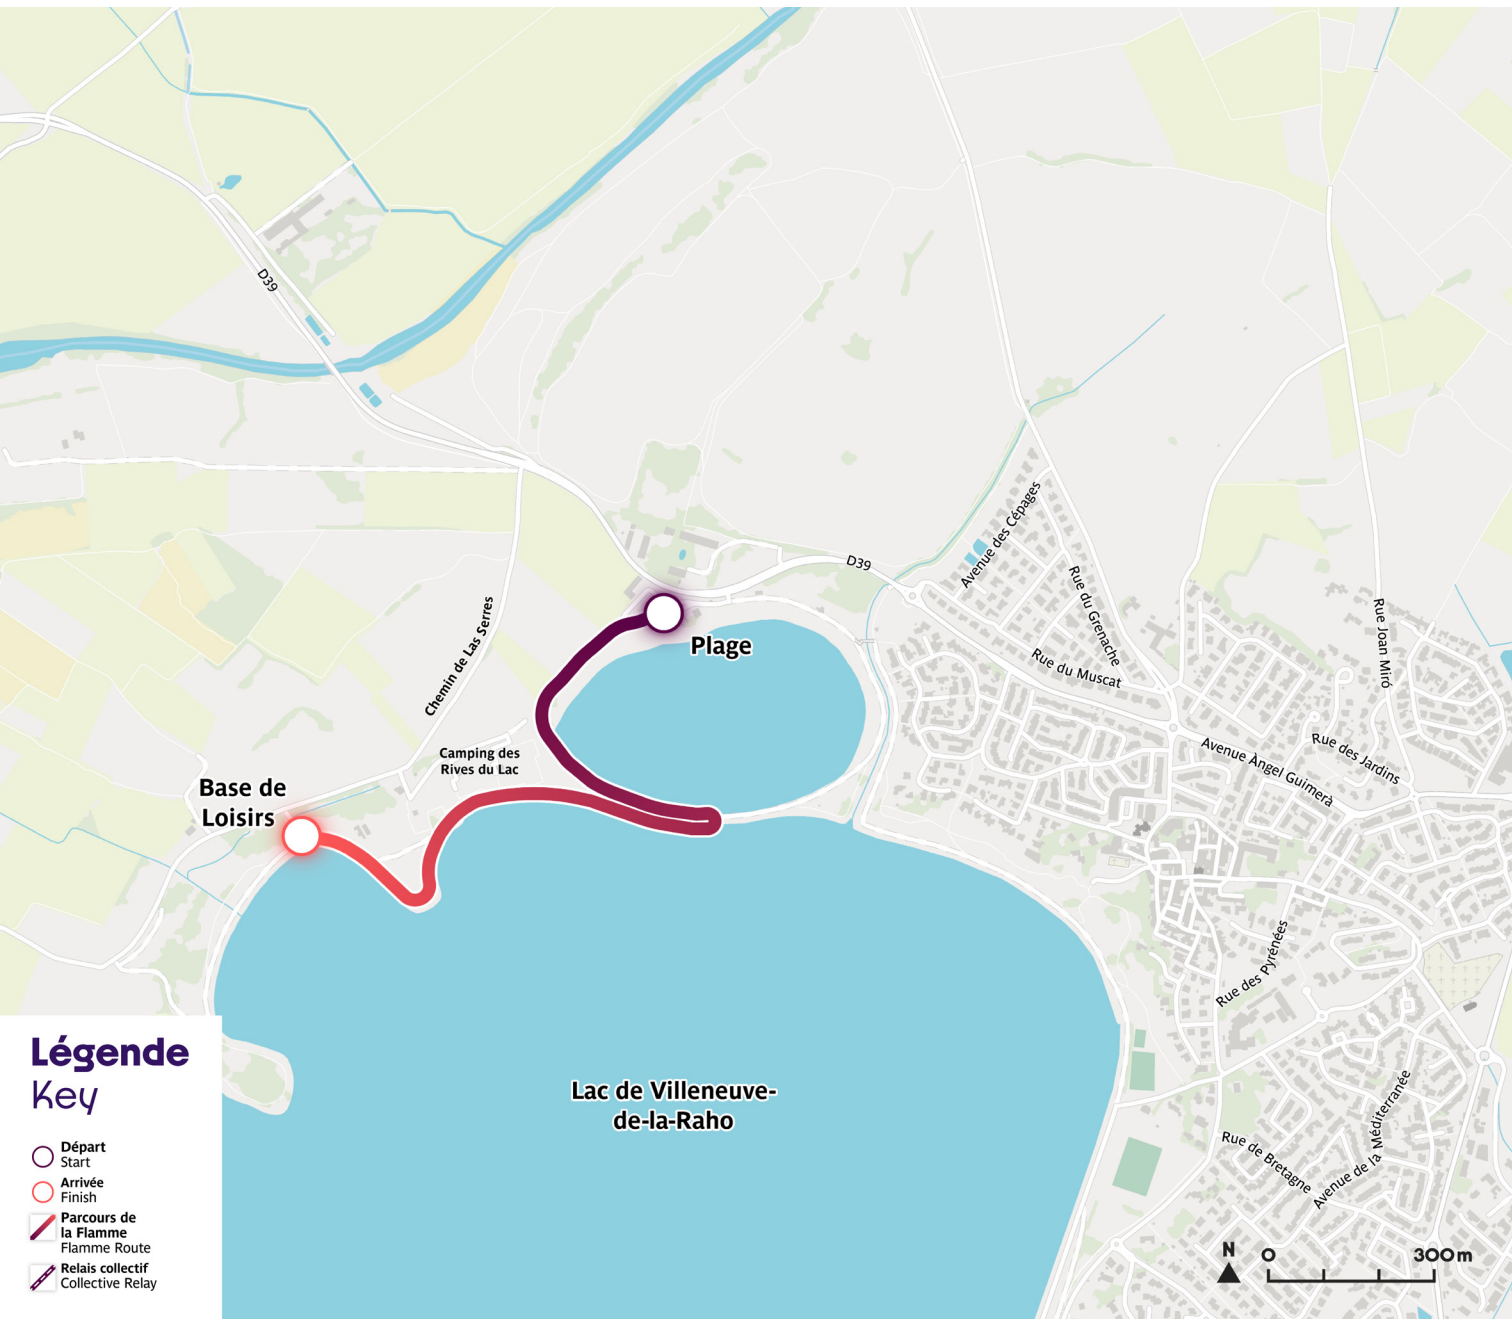 D39
Avenue des Cépages
D39
Rue du Grenache
Chemin de Las Serres
Rue Joan Miró
Plage
Rue du Muscat
Camping des
Rives du Lac
Avenue Àngel Guimerà
Rue des Jardins
Base de
Loisirs
Rue des Pyrénées
Légende
Key
Départ
Start
Arrivée
Finish
Parcours de
la Flamme
Flamme Route
Relais collectif
Collective Relay
Lac de Villeneuve-
de-la-Raho
Avenue de la Méditerranée
Rue de Bretagne
N
0
300m